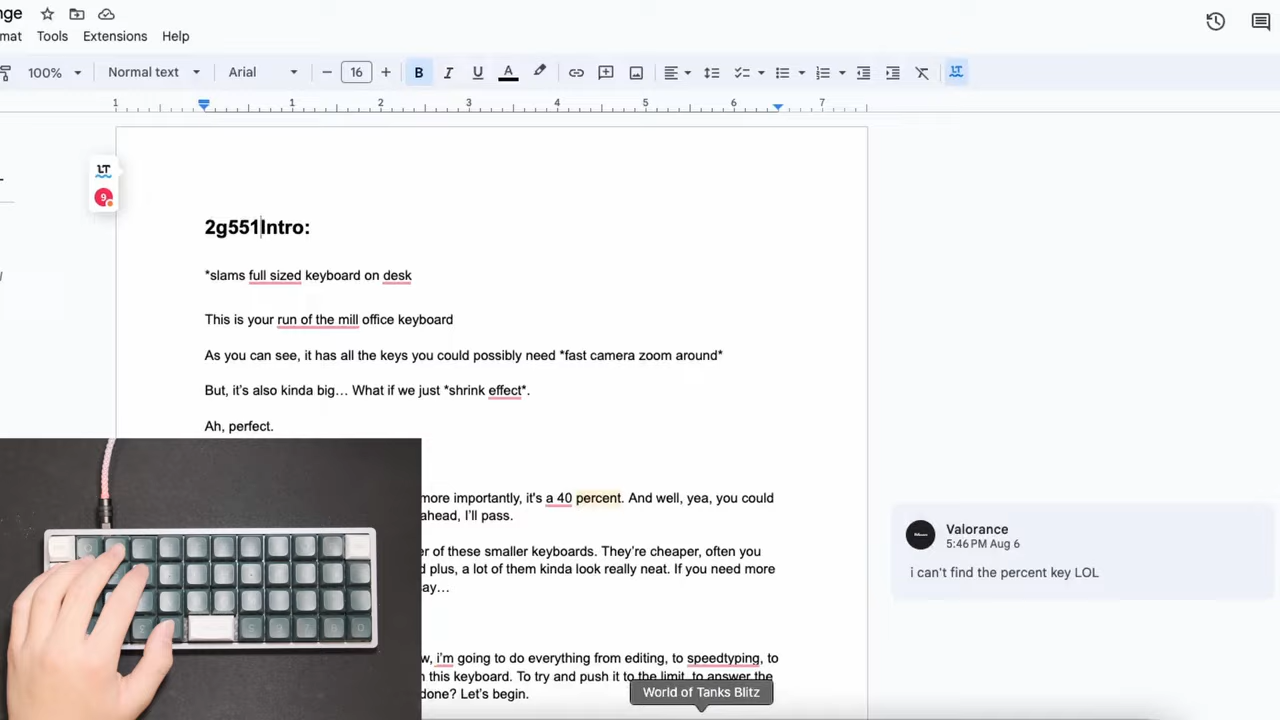 nge
mat Tools Extensions Help
100% Normal text Arial − 16 + B I U A
1 1 2 3 4 5 6 7
LT
9
2g551Intro:
*slams full sized keyboard on desk
This is your run of the mill office keyboard
As you can see, it has all the keys you could possibly need *fast camera zoom around*
But, it’s also kinda big… What if we just *shrink effect*.
Ah, perfect.
more importantly, it's a 40 percent. And well, yea, you could
ahead, I’ll pass.
er of these smaller keyboards. They’re cheaper, often you
d plus, a lot of them kinda look really neat. If you need more
say…
w, i’m going to do everything from editing, to speedtyping, to
n this keyboard. To try and push it to the limit, to answer the
done? Let’s begin.
Valorance
5:46 PM Aug 6
i can't find the percent key LOL
World of Tanks Blitz